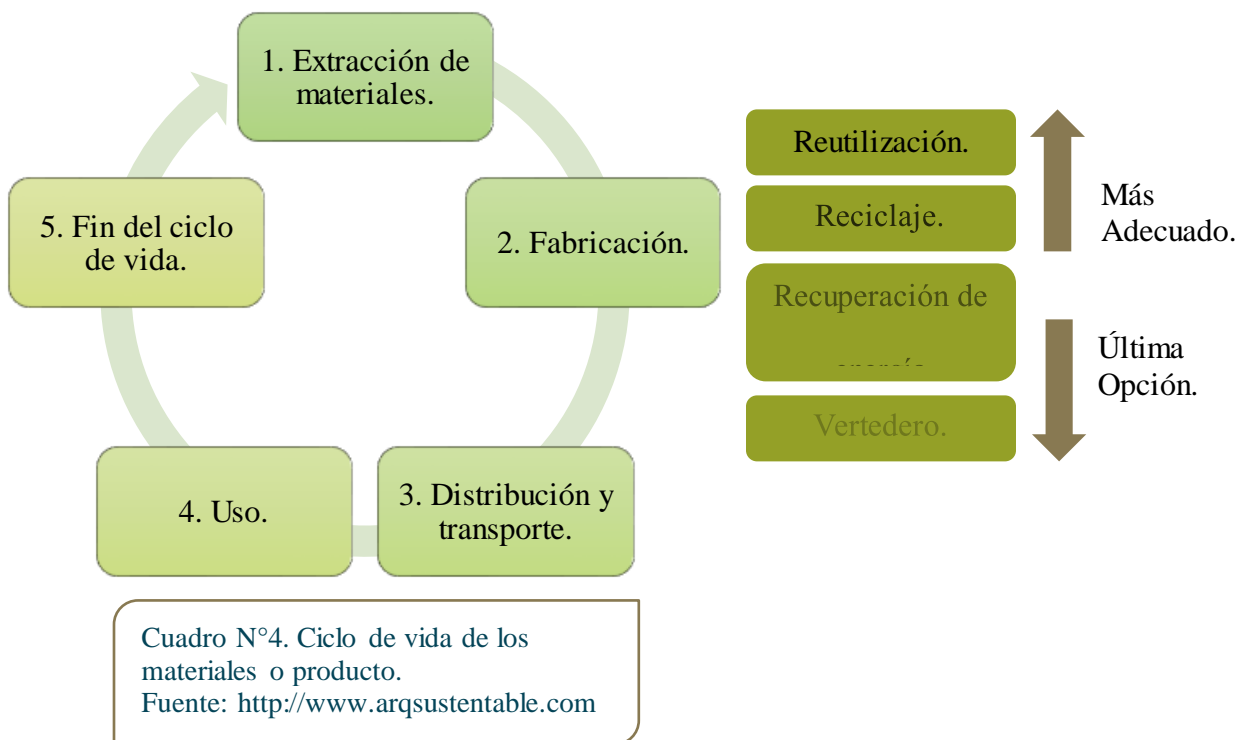 1. Extracción de
materiales.
2. Fabricación.
3. Distribución y
transporte.
4. Uso.
5. Fin del ciclo
de vida.
Reutilización.
Reciclaje.
Recuperación de
Vertedero.
Más
Adecuado.
Última
Opción.
Cuadro N°4. Ciclo de vida de los
materiales o producto.
Fuente: http://www.arqsustentable.com